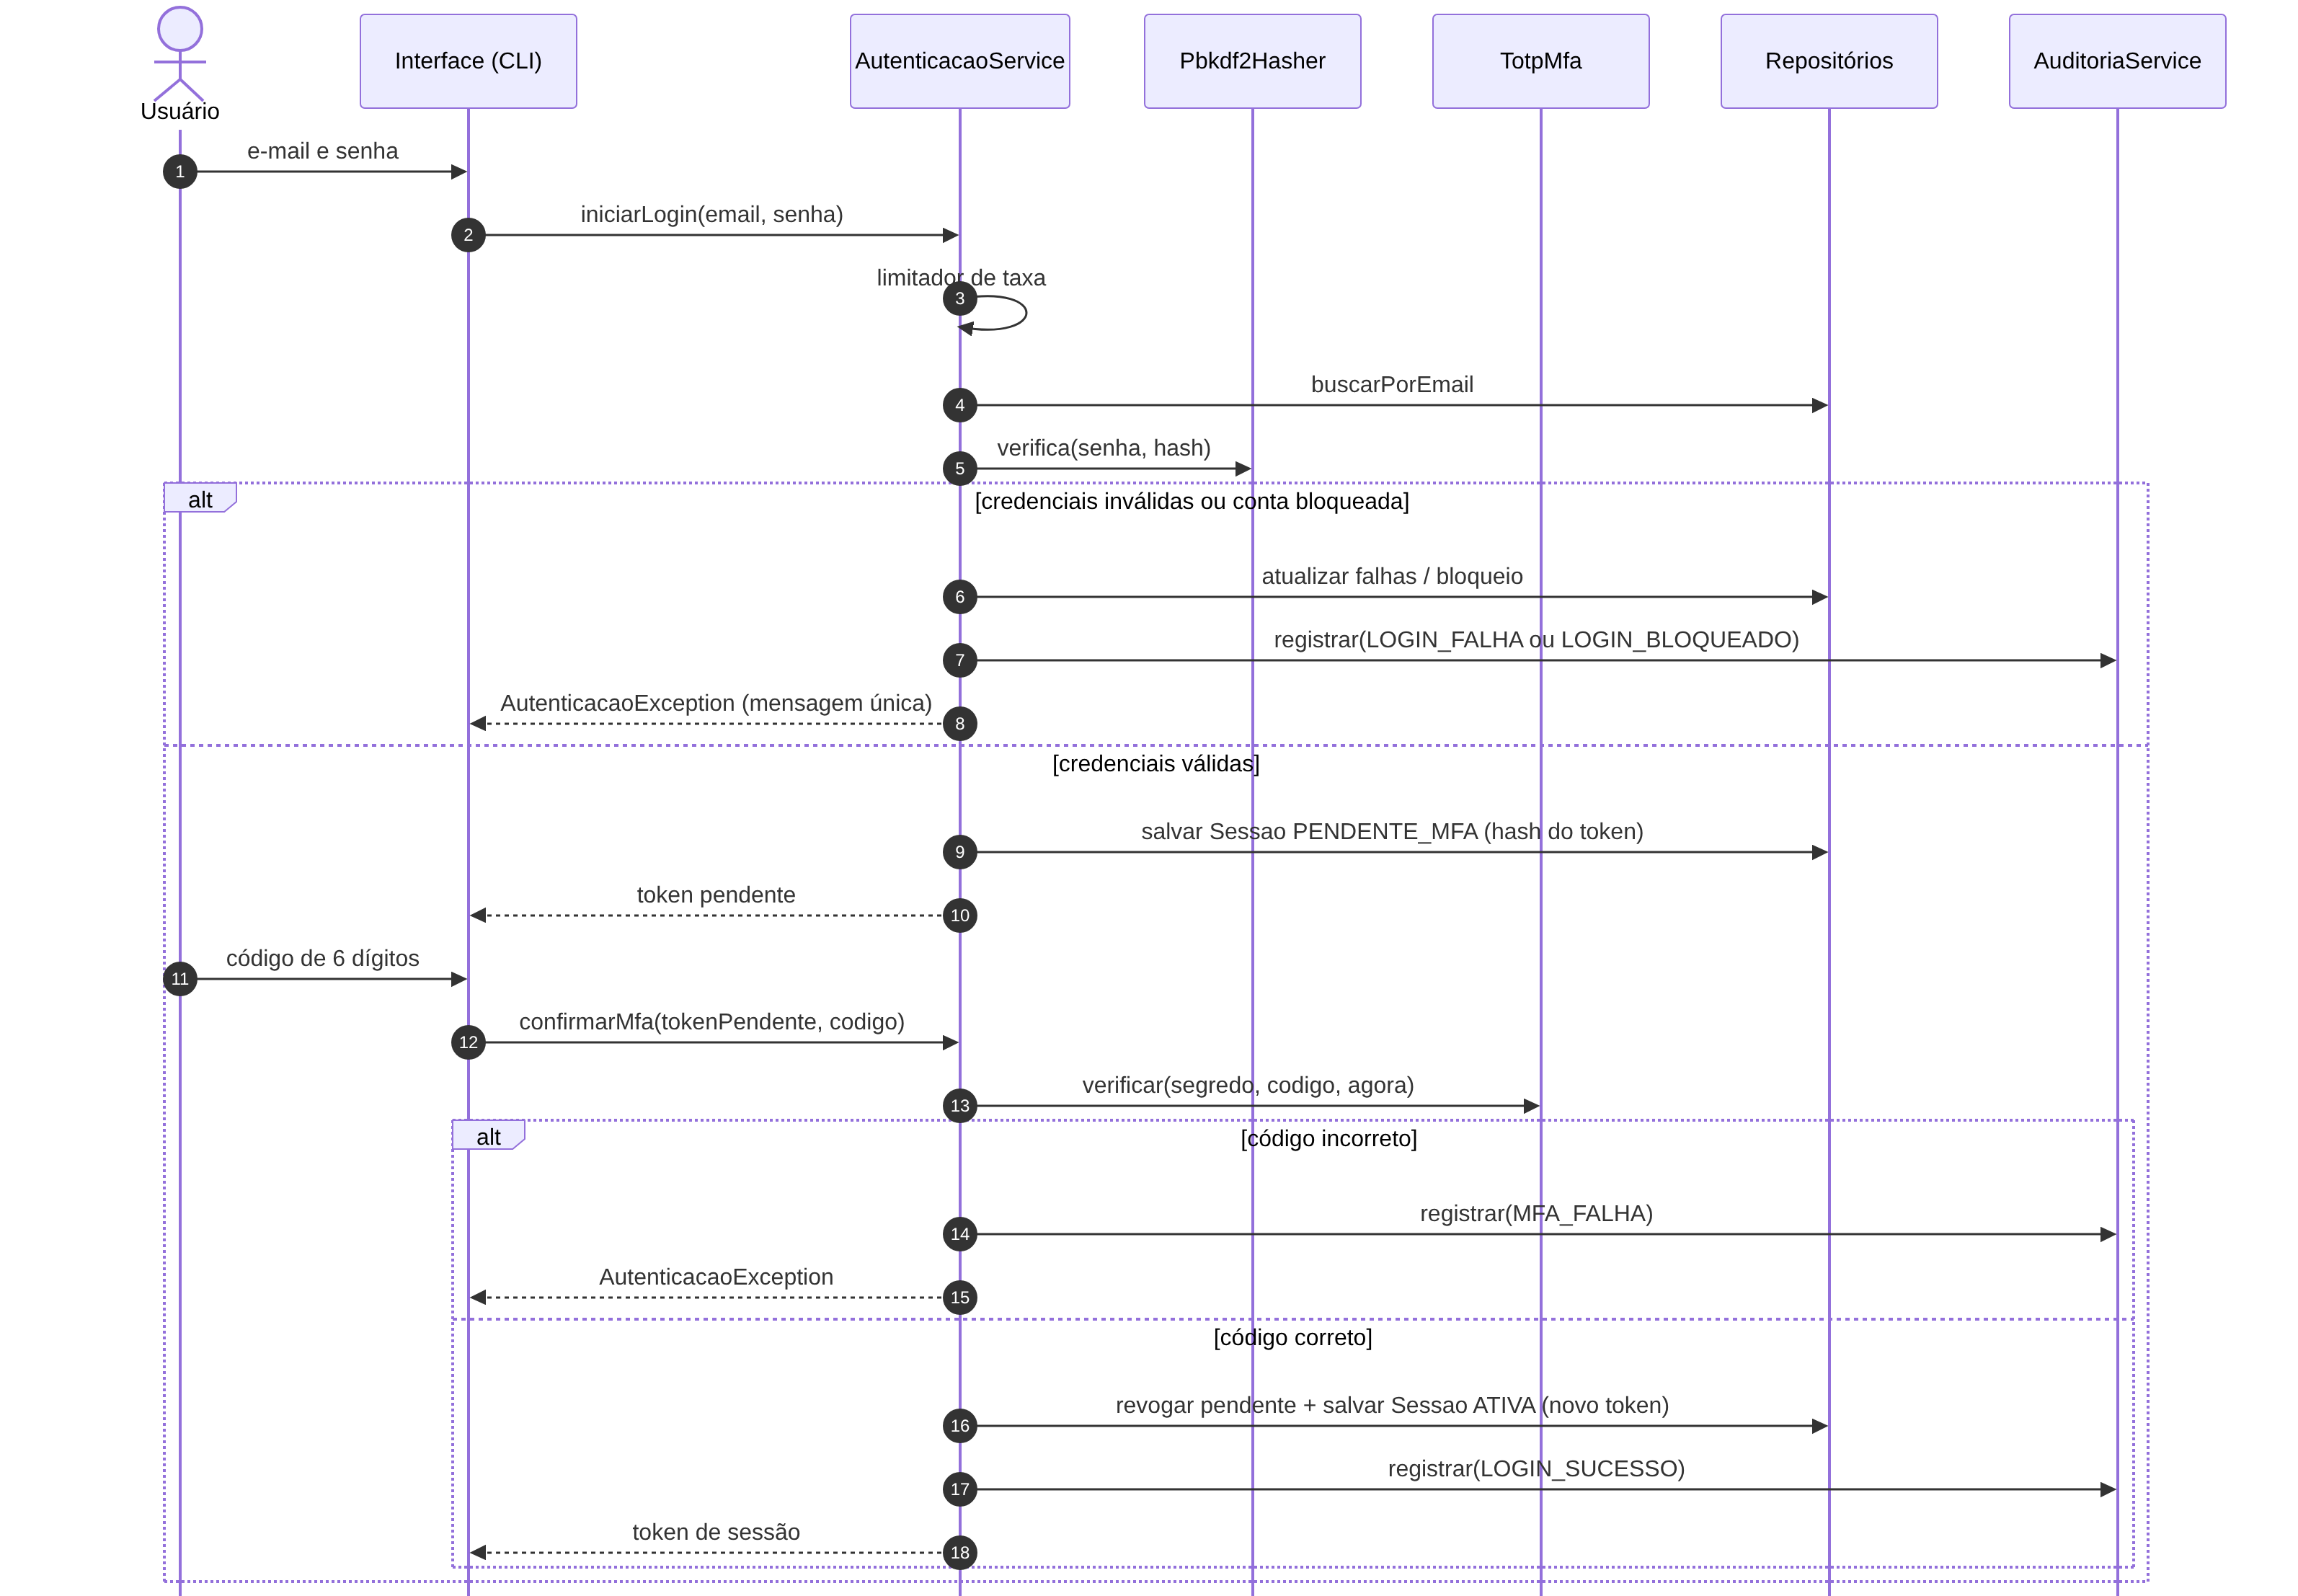 Usuário
Interface (CLI)
AutenticacaoService
Pbkdf2Hasher
TotpMfa
Repositórios
AuditoriaService
e-mail e senha
1
iniciarLogin(email, senha)
2
limitador de taxa
3
buscarPorEmail
4
verifica(senha, hash)
5
alt
[credenciais inválidas ou conta bloqueada]
atualizar falhas / bloqueio
6
registrar(LOGIN_FALHA ou LOGIN_BLOQUEADO)
7
AutenticacaoException (mensagem única)
8
[credenciais válidas]
salvar Sessao PENDENTE_MFA (hash do token)
9
token pendente
10
código de 6 dígitos
11
confirmarMfa(tokenPendente, codigo)
12
verificar(segredo, codigo, agora)
13
alt
[código incorreto]
registrar(MFA_FALHA)
14
AutenticacaoException
15
[código correto]
revogar pendente + salvar Sessao ATIVA (novo token)
16
registrar(LOGIN_SUCESSO)
17
token de sessão
18